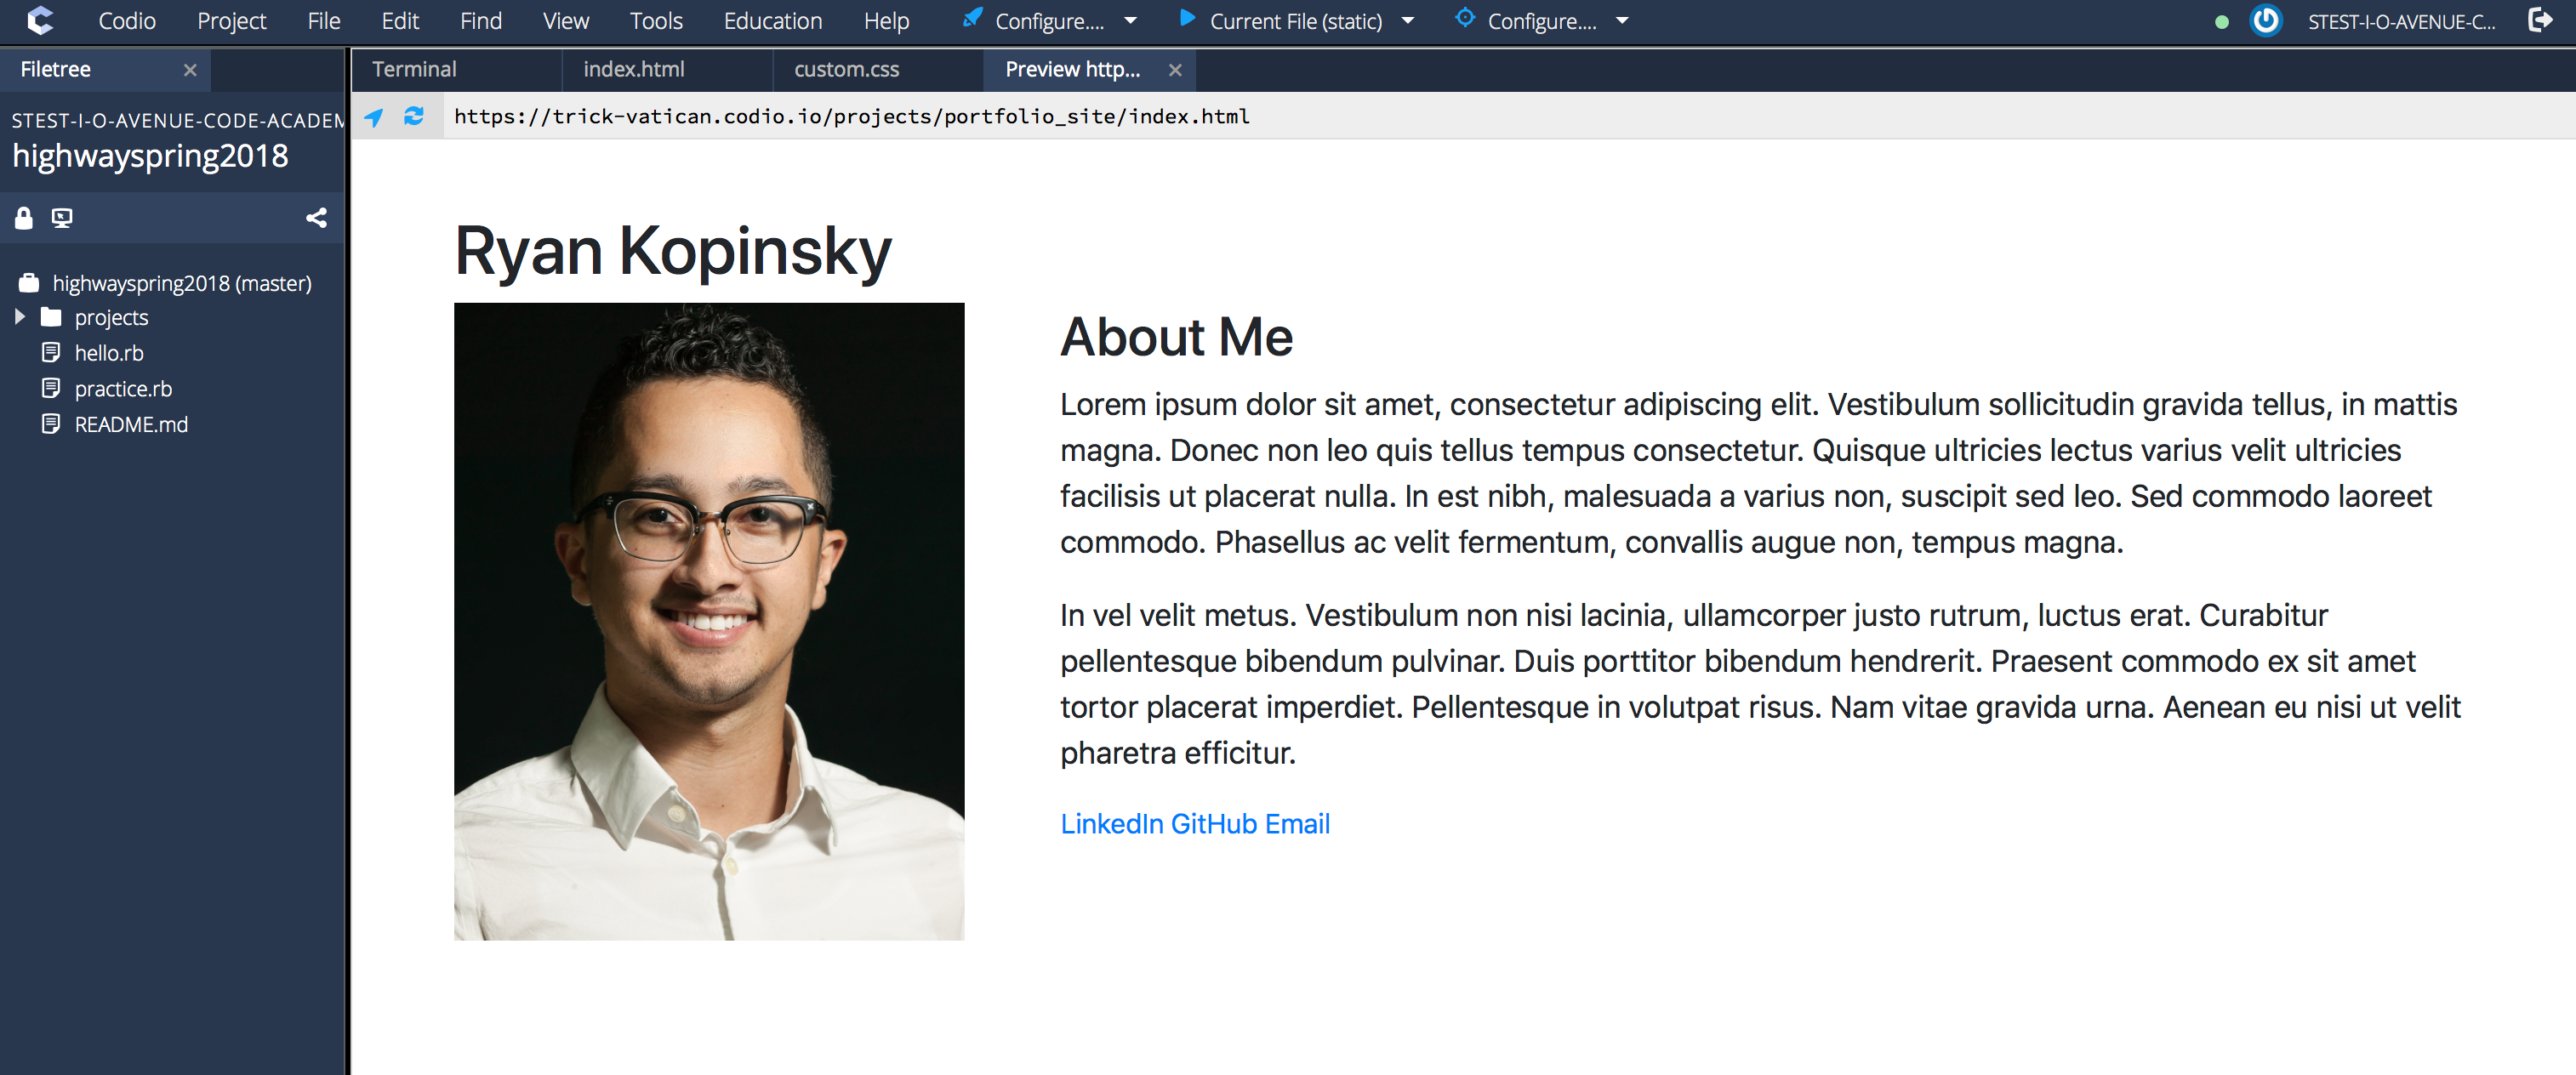 Codio Project File Edit Find View Tools Education Help Configure.... Current File (static) Configure.... STEST-I-O-AVENUE-C...
Filetree Terminal index.html custom.css Preview http...
https://trick-vatican.codio.io/projects/portfolio_site/index.html
STEST-I-O-AVENUE-CODE-ACADEM
highwayspring2018
highwayspring2018 (master)
projects
hello.rb
practice.rb
README.md
Ryan Kopinsky
About Me
Lorem ipsum dolor sit amet, consectetur adipiscing elit. Vestibulum sollicitudin gravida tellus, in mattis
magna. Donec non leo quis tellus tempus consectetur. Quisque ultricies lectus varius velit ultricies
facilisis ut placerat nulla. In est nibh, malesuada a varius non, suscipit sed leo. Sed commodo laoreet
commodo. Phasellus ac velit fermentum, convallis augue non, tempus magna.
In vel velit metus. Vestibulum non nisi lacinia, ullamcorper justo rutrum, luctus erat. Curabitur
pellentesque bibendum pulvinar. Duis porttitor bibendum hendrerit. Praesent commodo ex sit amet
tortor placerat imperdiet. Pellentesque in volutpat risus. Nam vitae gravida urna. Aenean eu nisi ut velit
pharetra efficitur.
LinkedIn GitHub Email